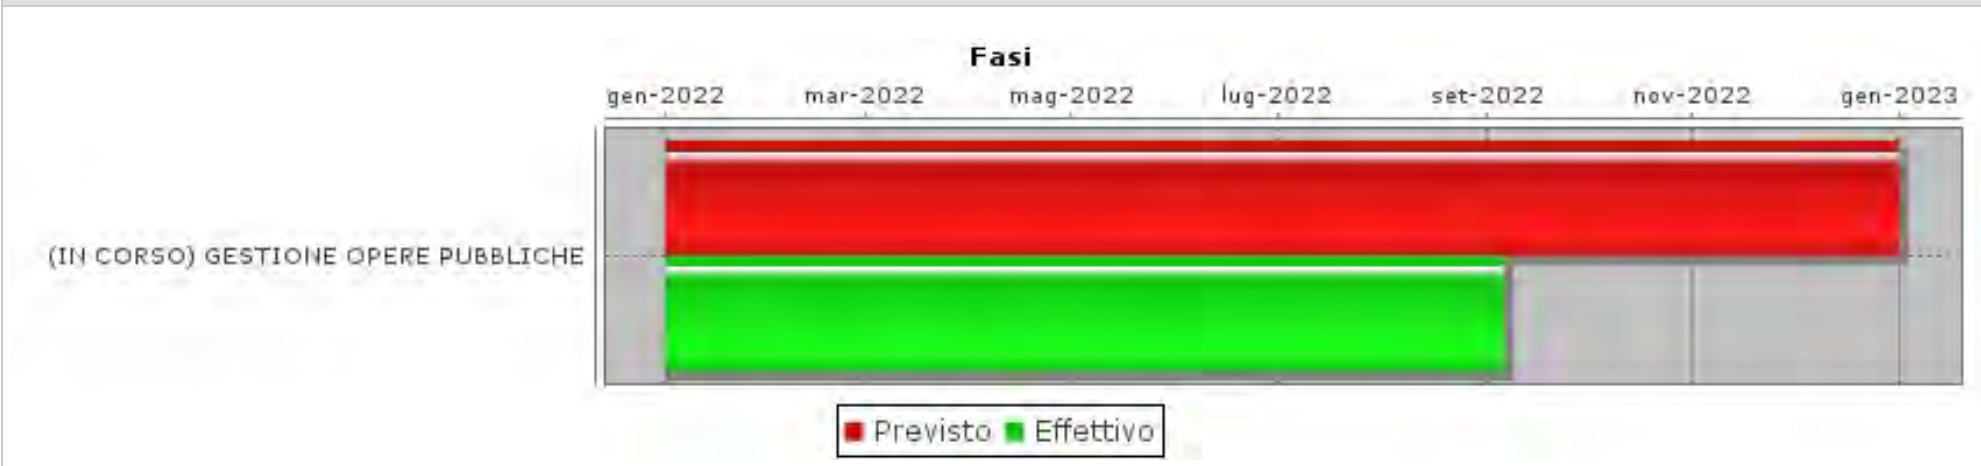 Fasi
gen-2022 mar-2022 mag-2022 lug-2022 set-2022 nov-2022 gen-2023
(IN CORSO) GESTIONE OPERE PUBBLICHE
Previsto Effettivo